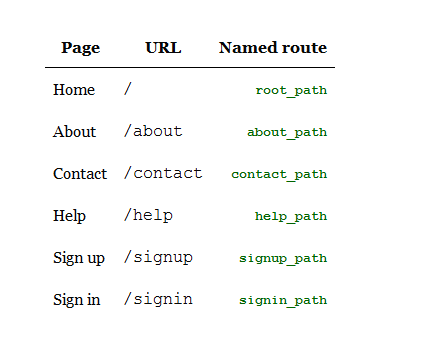 Page URL Named route
Home / root_path
About /about about_path
Contact /contact contact_path
Help /help help_path
Sign up /signup signup_path
Sign in /signin signin_path